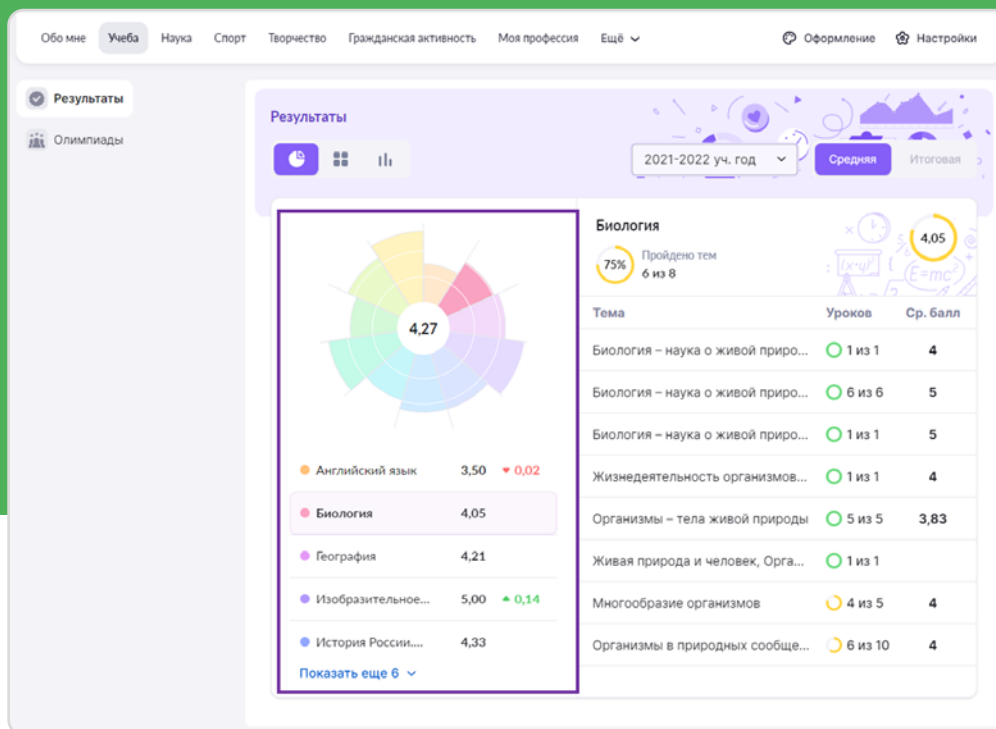 Обо мне Учеба Наука Спорт Творчество Гражданская активность Моя профессия Ещё Оформление Настройки
Результаты
Олимпиады
Результаты
2021-2022 уч. год Средняя Итоговая
4,27
Английский язык 3,50 0,02
Биология 4,05
География 4,21
Изобразительное... 5,00 0,14
История России.... 4,33
Показать еще 6
Биология
75% Пройдено тем
6 из 8
4,05
(x·y)²
E=mc²
Тема Уроков Ср. балл
Биология – наука о живой приро... 1 из 1 4
Биология – наука о живой приро... 6 из 6 5
Биология – наука о живой приро... 1 из 1 5
Жизнедеятельность организмов... 1 из 1 4
Организмы – тела живой природы 5 из 5 3,83
Живая природа и человек, Орга... 1 из 1
Многообразие организмов 4 из 5 4
Организмы в природных сообще... 6 из 10 4